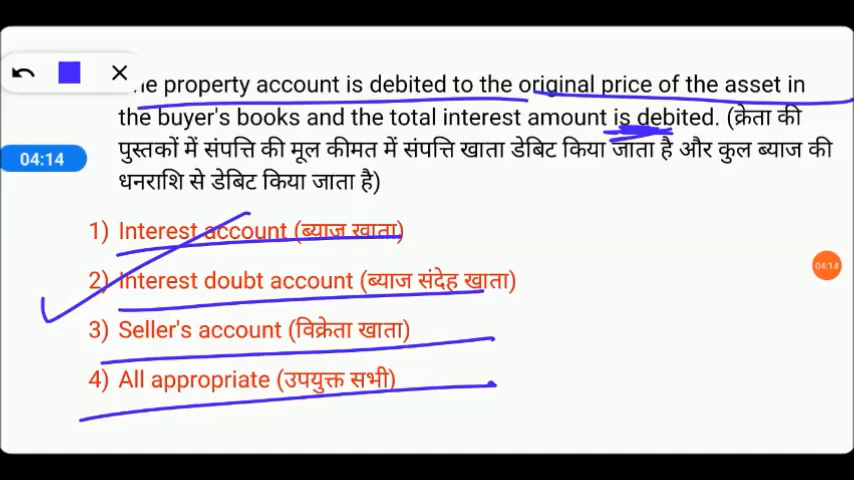 he property account is debited to the original price of the asset in
the buyer's books and the total interest amount is debited. (क्रेता की
04:14
पुस्तकों में संपत्ति की मूल कीमत में संपत्ति खाता डेबिट किया जाता है और कुल ब्याज की
धनराशि से डेबिट किया जाता है)
1) Interest account (ब्याज खाता)
04:14
2) Interest doubt account (ब्याज संदेह खाता)
3) Seller's account (विक्रेता खाता)
4) All appropriate (उपयुक्त सभी)